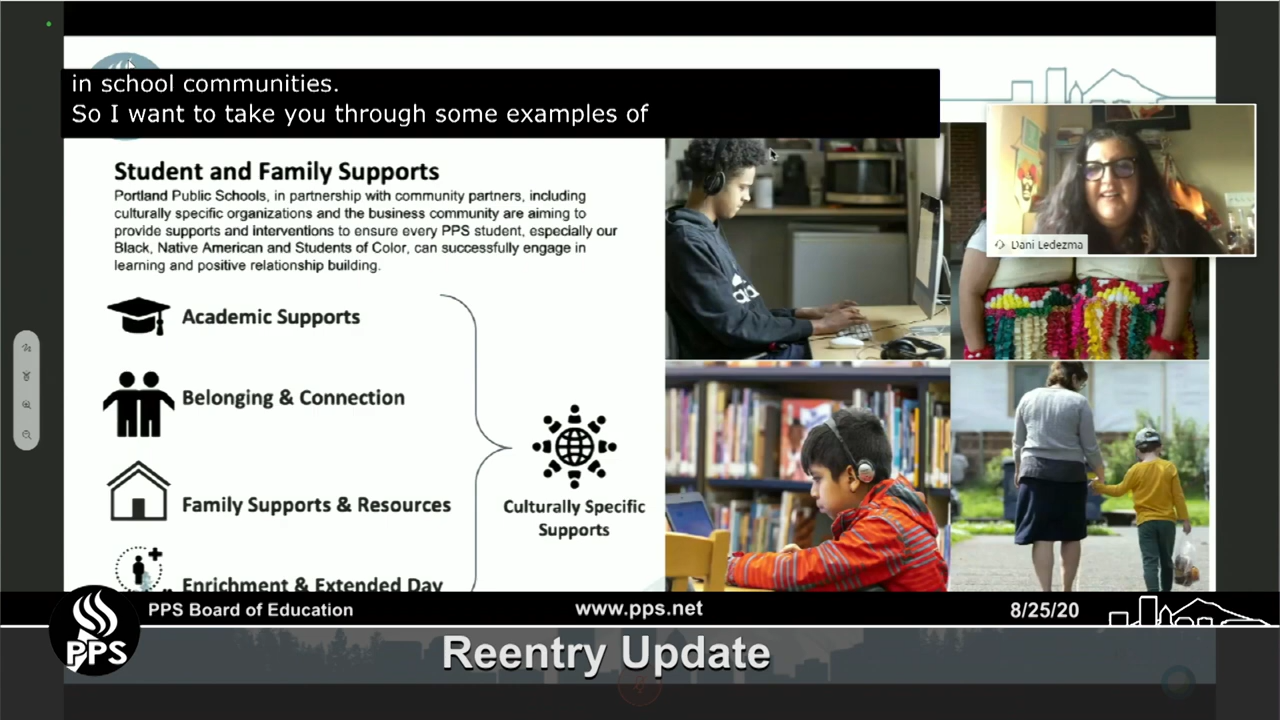 in school communities.
So I want to take you through some examples of
Student and Family Supports
Portland Public Schools, in partnership with community partners, including
culturally specific organizations and the business community are aiming to
provide supports and interventions to ensure every PPS student, especially our
Black, Native American and Students of Color, can successfully engage in
learning and positive relationship building.
Academic Supports
Belonging & Connection
Family Supports & Resources
Enrichment & Extended Day
Culturally Specific
Supports
Dani Ledezma
PPS
PPS Board of Education
www.pps.net
8/25/20
Reentry Update